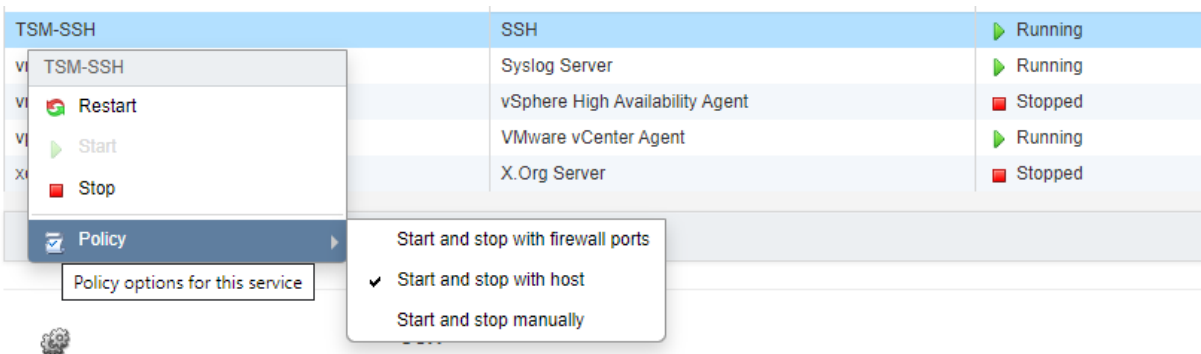 TSM-SSH SSH Running
TSM-SSH Syslog Server Running
Restart vSphere High Availability Agent Stopped
Start VMware vCenter Agent Running
Stop X.Org Server Stopped
Policy Start and stop with firewall ports
Policy options for this service Start and stop with host
Start and stop manually